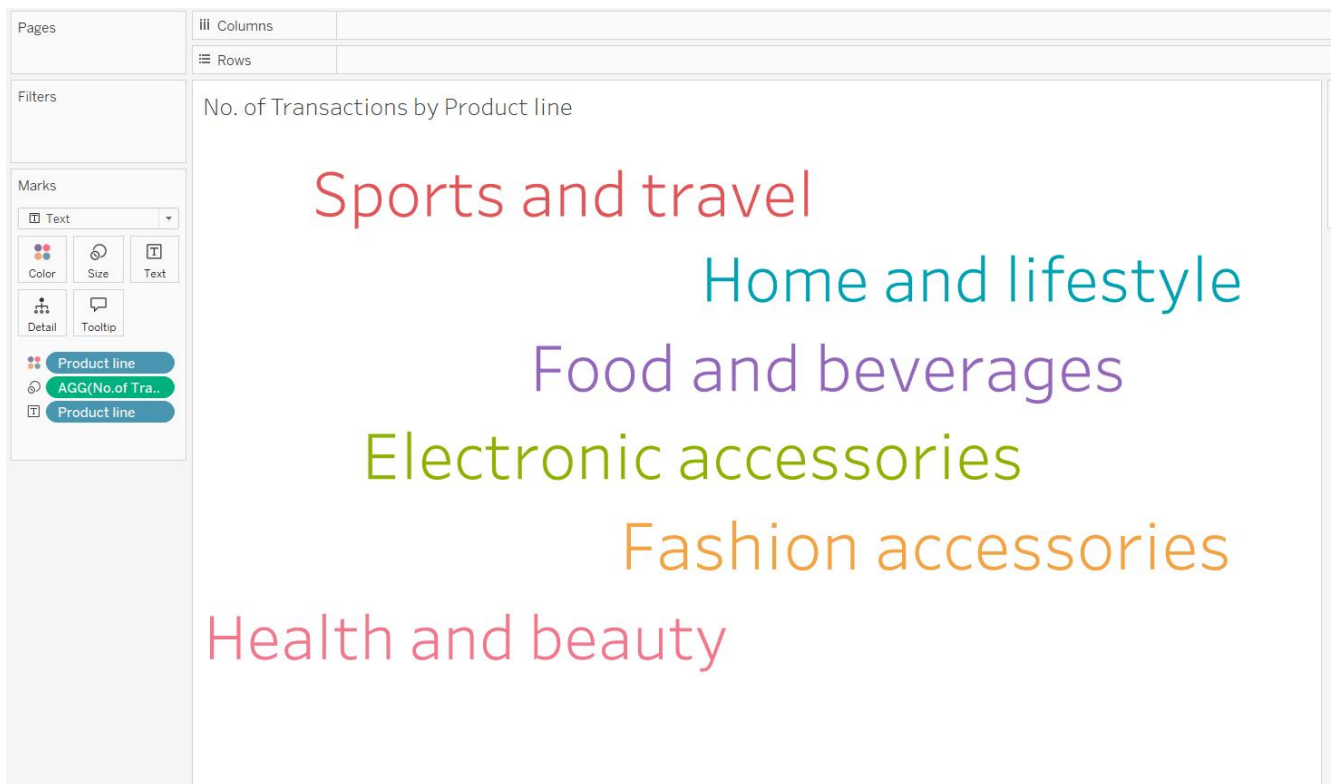 Pages
iii Columns
Rows
Filters
No. of Transactions by Product line
Marks
Text
Color
Size
Text
Detail
Tooltip
Product line
AGG(No.of Tra..
Product line
Sports and travel
Home and lifestyle
Food and beverages
Electronic accessories
Fashion accessories
Health and beauty